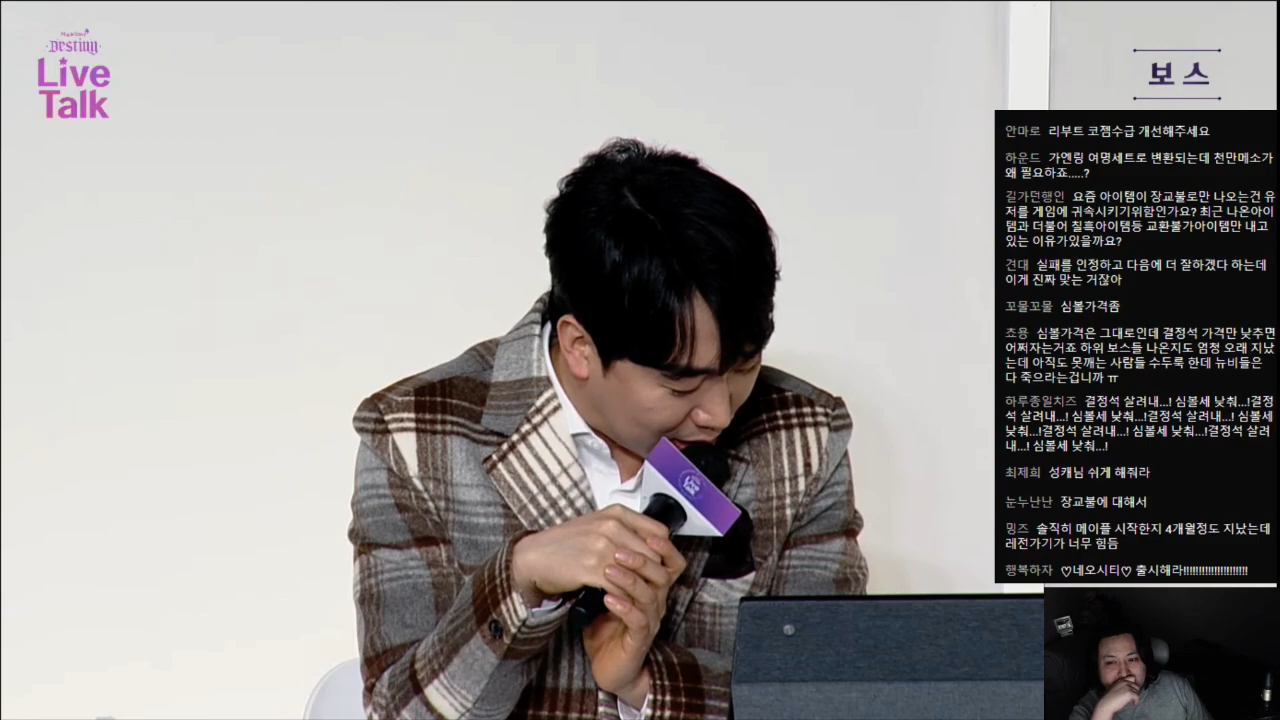 Destiny
Live
Talk
보스
안마로 리부트 코젬수급 개선해주세요
하운드 가엔링 여명세트로 변환되는데 천만메소가
왜 필요하죠.....?
길가던행인 요즘 아이템이 장교불로만 나오는건 유
저를 게임에 귀속시키기위함인가요? 최근 나온아이
템과 더불어 칠흑아이템등 교환불가아이템만 내고
있는 이유가있을까요?
견대 실패를 인정하고 다음에 더 잘하겠다 하는데
이게 진짜 맞는 거잖아
꼬물꼬물 심볼가격좀
쵸용 심볼가격은 그대로인데 결정석 가격만 낮추면
어쩌자는거죠 하위 보스들 나온지도 엄청 오래 지났
는데 아직도 못깨는 사람들 수두룩 한데 뉴비들은
다 죽으라는겁니까 ㅠ
하루종일치즈 결정석 살려내...! 심볼세 낮춰...!결정
석 살려내...! 심볼세 낮춰...!결정석 살려내...! 심볼세
낮춰...!결정석 살려내...! 심볼세 낮춰...!결정석 살려
내...! 심볼세 낮춰...!
최제희 성캐님 쉬게 해줘라
눈누난난 장교불에 대해서
밍즈 솔직히 메이플 시작한지 4개월정도 지났는데
레전가기가 너무 힘듬
행복하자 ♡네오시티♡ 출시해라!!!!!!!!!!!!!!!!!!!!!!
Live
Talk